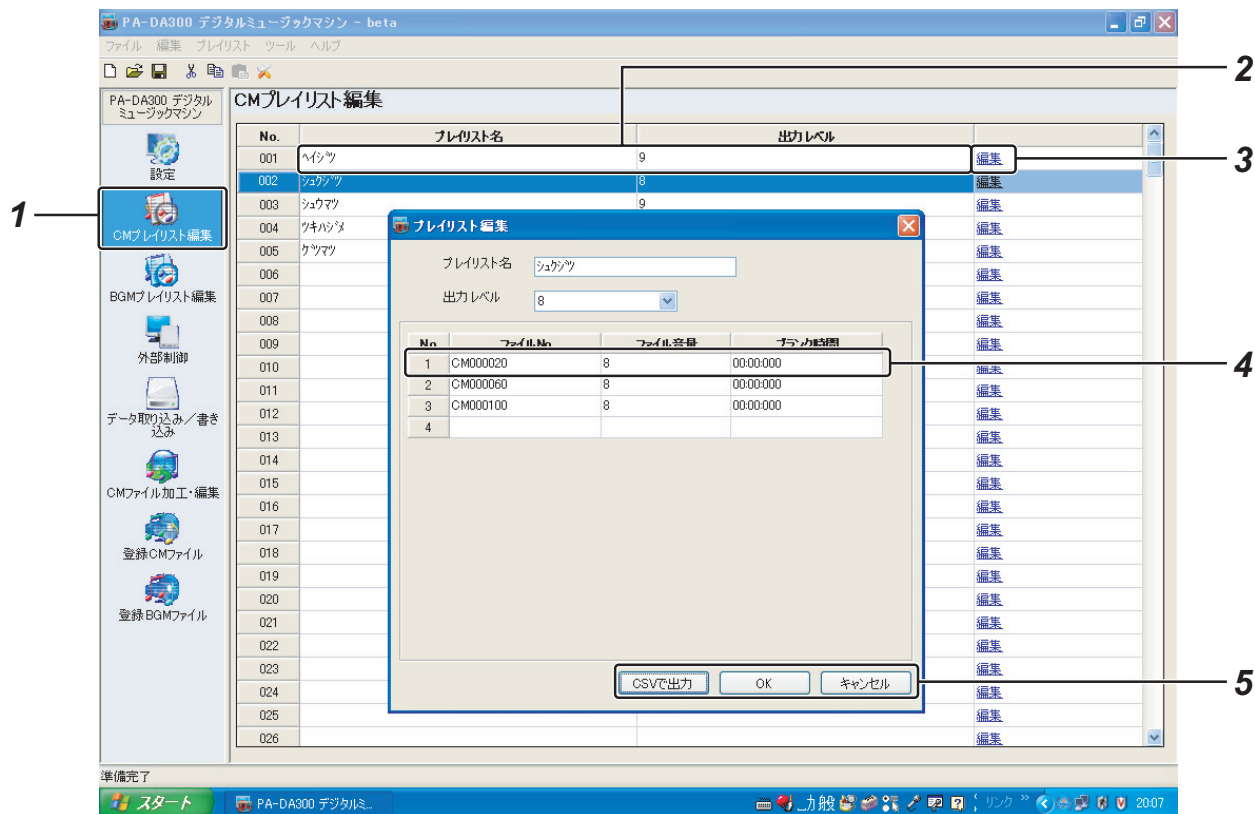 PA-DA300 デジタルミュージックマシン - beta
ファイル 編集 プレイリスト ツール ヘルプ
2
PA-DA300 デジタル
ミュージックマシン
CMプレイリスト編集
No. プレイリスト名 出力レベル
001 ヘイジツ 9 編集
3
設定
002 シュクジツ 8 編集
1
003 シュウマツ 9 編集
CMプレイリスト編集
004 ツキハジメ
プレイリスト編集
005 ゲツマツ 編集
プレイリスト名 シュクジツ
006 編集
BGMプレイリスト編集
007 編集
出力レベル 8
008 編集
009 編集
No. ファイルNo. ファイル音量 ブランク時間
外部制御
010 編集
1 CM000020 8 00:00:000
4
011 編集
2 CM000060 8 00:00:000
データ取り込み／書き
込み
012 編集
3 CM000100 8 00:00:000
013 編集
4
014 編集
015 編集
CMファイル加工・編集
016 編集
017 編集
018 編集
登録CMファイル
019 編集
020 編集
登録BGMファイル
021 編集
022 編集
023 編集
024 編集
CSVで出力 OK キャンセル
5
025 編集
026 編集
準備完了
スタート PA-DA300 デジタルミ... 般 リンク 20:07